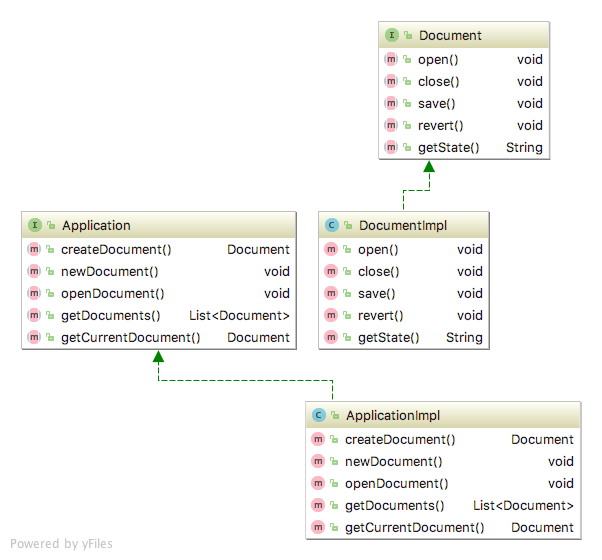 I Document
m open() void
m close() void
m save() void
m revert() void
m getState() String
I Application
m createDocument() Document
m newDocument() void
m openDocument() void
m getDocuments() List<Document>
m getCurrentDocument() Document
C DocumentImpl
m open() void
m close() void
m save() void
m revert() void
m getState() String
C ApplicationImpl
m createDocument() Document
m newDocument() void
m openDocument() void
m getDocuments() List<Document>
m getCurrentDocument() Document
Powered by yFiles